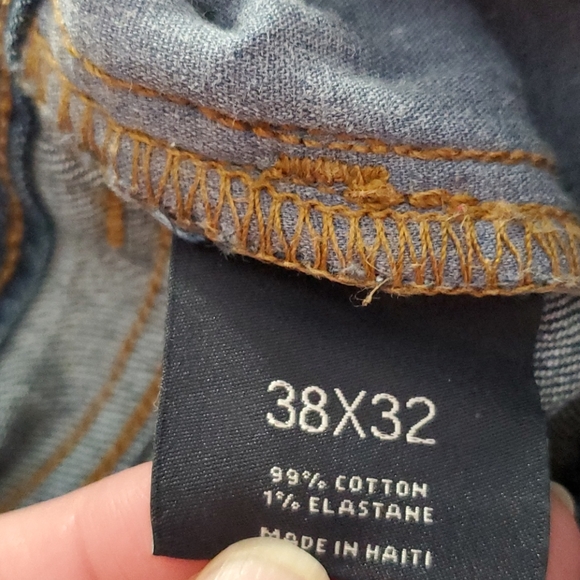 38X32
99% COTTON
1% ELASTANE
MADE IN HAITI